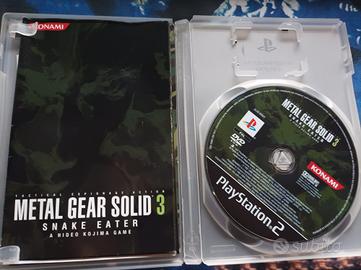 KONAMI
TACTICAL ESPIONAGE ACTION
METAL GEAR SOLID 3
SNAKE EATER
A HIDEO KOJIMA GAME
METAL GEAR SOLID 3
SNAKE EATER
DVD
KONAMI
PlayStation 2
subito